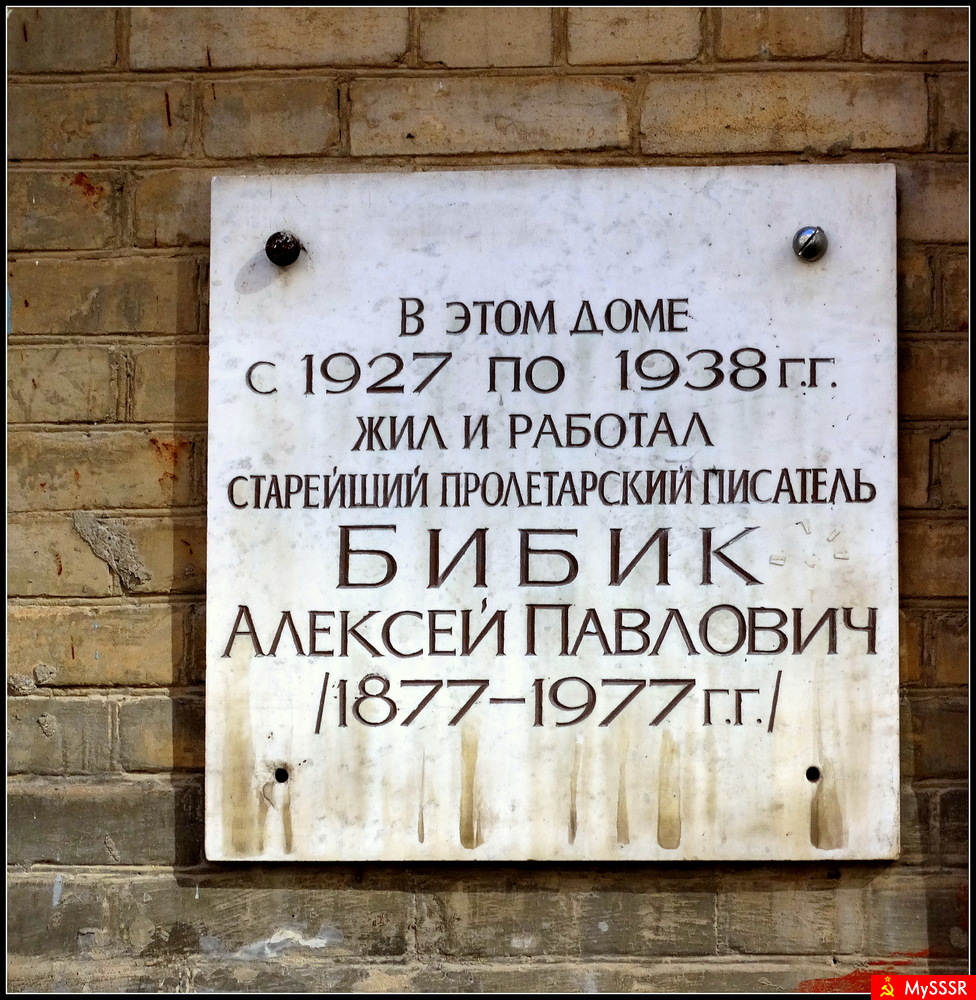 В ЭТОМ ДОМЕ
С 1927 ПО 1938 г.г.
ЖИЛ И РАБОТАЛ
СТАРЕЙШИЙ ПРОЛЕТАРСКИЙ ПИСАТЕЛЬ
БИБИК
АЛЕКСЕЙ ПАВЛОВИЧ
/1877-1977 г.г./
MySSSR